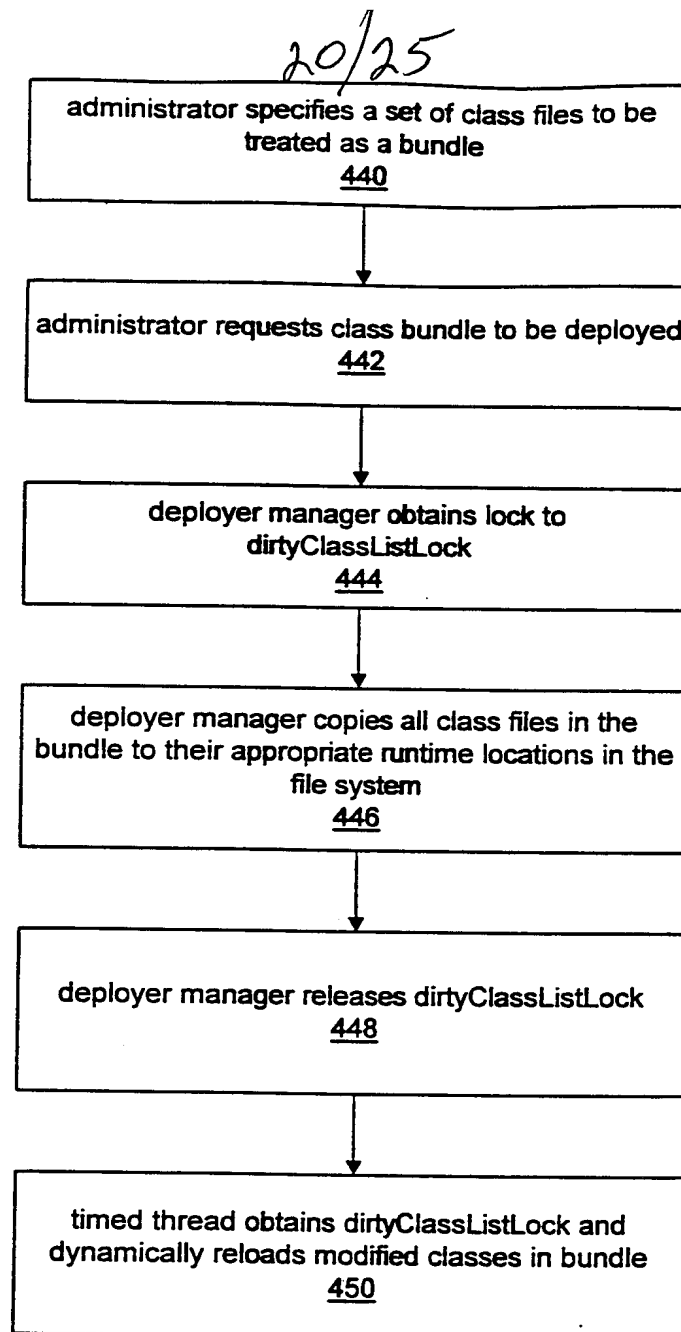 20/25
administrator specifies a set of class files to be
treated as a bundle
440
administrator requests class bundle to be deployed
442
deployer manager obtains lock to
dirtyClassListLock
444
deployer manager copies all class files in the
bundle to their appropriate runtime locations in the
file system
446
deployer manager releases dirtyClassListLock
448
timed thread obtains dirtyClassListLock and
dynamically reloads modified classes in bundle
450